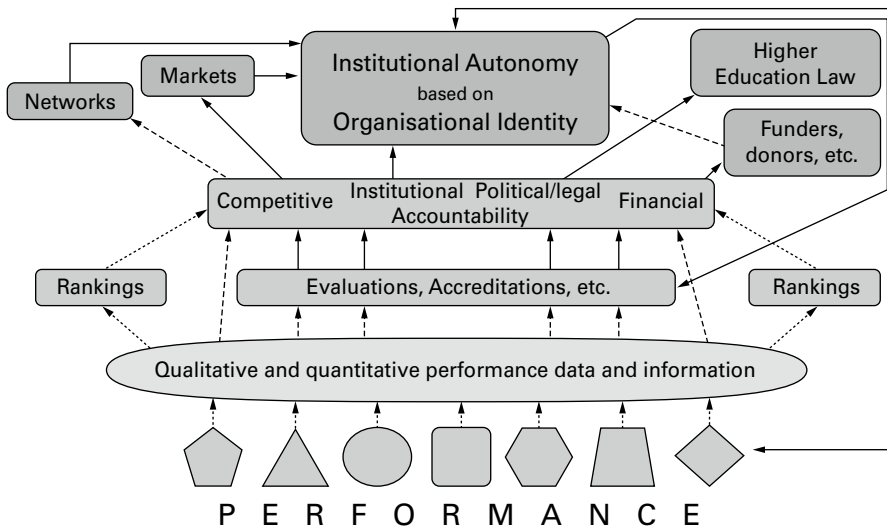 Institutional Autonomy
based on
Organisational Identity
Higher
Education Law
Markets
Networks
Funders,
donors, etc.
Competitive Institutional Political/legal Financial
Accountability
Rankings
Evaluations, Accreditations, etc.
Rankings
Qualitative and quantitative performance data and information
P E R F O R M A N C E